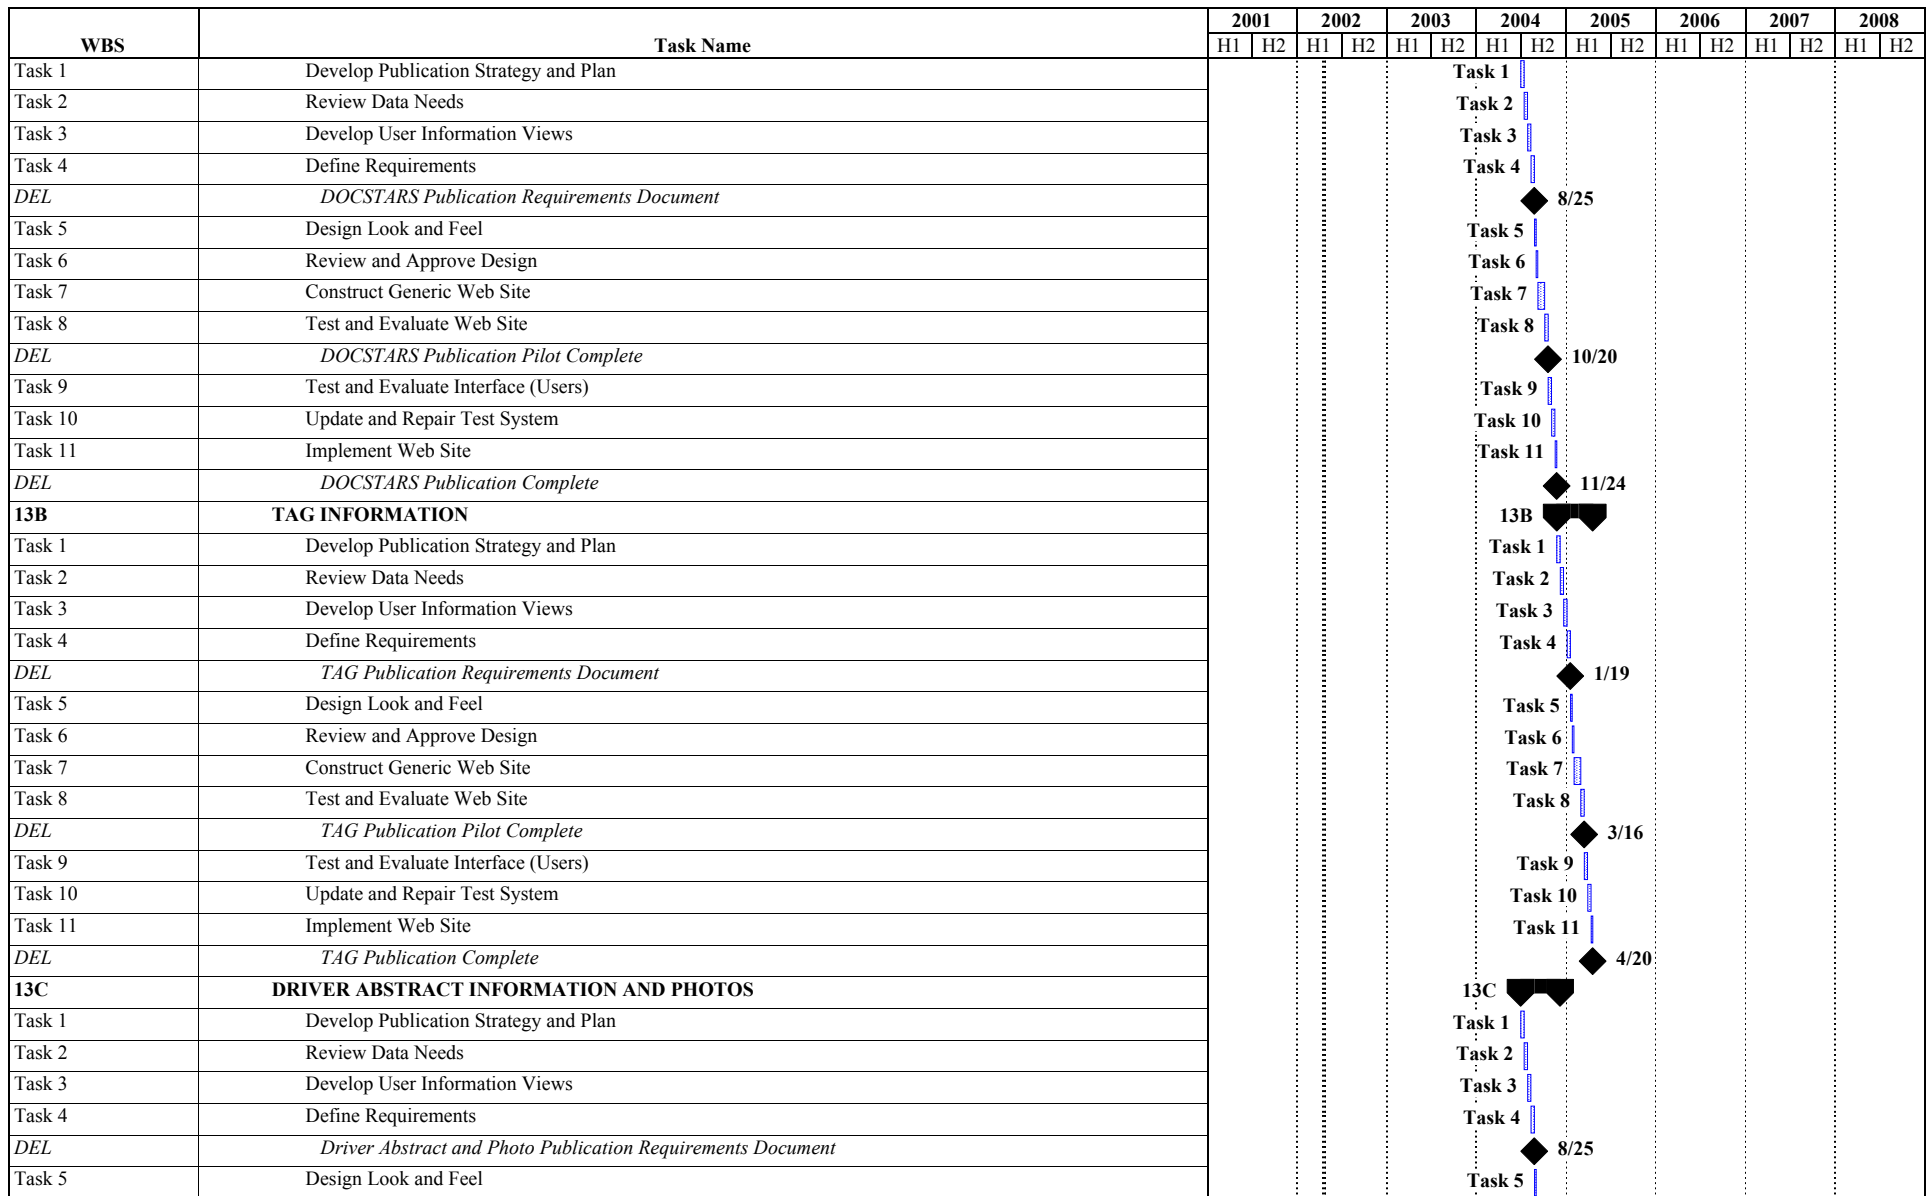 WBS Task Name 2001 2002 2003 2004 2005 2006 2007 2008
H1 H2 H1 H2 H1 H2 H1 H2 H1 H2 H1 H2 H1 H2 H1 H2
Task 1 Develop Publication Strategy and Plan Task 1
Task 2 Review Data Needs Task 2
Task 3 Develop User Information Views Task 3
Task 4 Define Requirements Task 4
DEL DOCSTARS Publication Requirements Document 8/25
Task 5 Design Look and Feel Task 5
Task 6 Review and Approve Design Task 6
Task 7 Construct Generic Web Site Task 7
Task 8 Test and Evaluate Web Site Task 8
DEL DOCSTARS Publication Pilot Complete 10/20
Task 9 Test and Evaluate Interface (Users) Task 9
Task 10 Update and Repair Test System Task 10
Task 11 Implement Web Site Task 11
DEL DOCSTARS Publication Complete 11/24
13B TAG INFORMATION 13B
Task 1 Develop Publication Strategy and Plan Task 1
Task 2 Review Data Needs Task 2
Task 3 Develop User Information Views Task 3
Task 4 Define Requirements Task 4
DEL TAG Publication Requirements Document 1/19
Task 5 Design Look and Feel Task 5
Task 6 Review and Approve Design Task 6
Task 7 Construct Generic Web Site Task 7
Task 8 Test and Evaluate Web Site Task 8
DEL TAG Publication Pilot Complete 3/16
Task 9 Test and Evaluate Interface (Users) Task 9
Task 10 Update and Repair Test System Task 10
Task 11 Implement Web Site Task 11
DEL TAG Publication Complete 4/20
13C DRIVER ABSTRACT INFORMATION AND PHOTOS 13C
Task 1 Develop Publication Strategy and Plan Task 1
Task 2 Review Data Needs Task 2
Task 3 Develop User Information Views Task 3
Task 4 Define Requirements Task 4
DEL Driver Abstract and Photo Publication Requirements Document 8/25
Task 5 Design Look and Feel Task 5